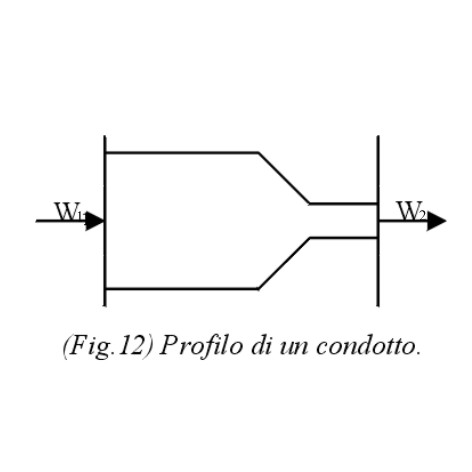 W₁ W₂
(Fig.12) Profilo di un condotto.